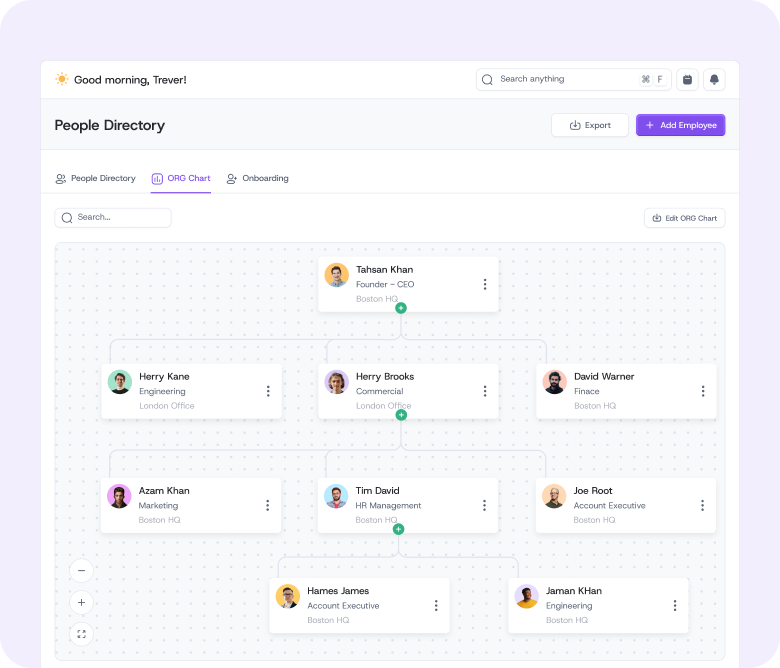 Good morning, Trever!
Search anything
⌘ F
People Directory
Export
+ Add Employee
People Directory
ORG Chart
Onboarding
Search...
Edit ORG Chart
Tahsan Khan
Founder - CEO
Boston HQ
Herry Kane
Engineering
London Office
Herry Brooks
Commercial
London Office
David Warner
Finace
Boston HQ
Azam Khan
Marketing
Boston HQ
Tim David
HR Management
Boston HQ
Joe Root
Account Executive
Boston HQ
Hames James
Account Executive
Boston HQ
Jaman KHan
Engineering
Boston HQ